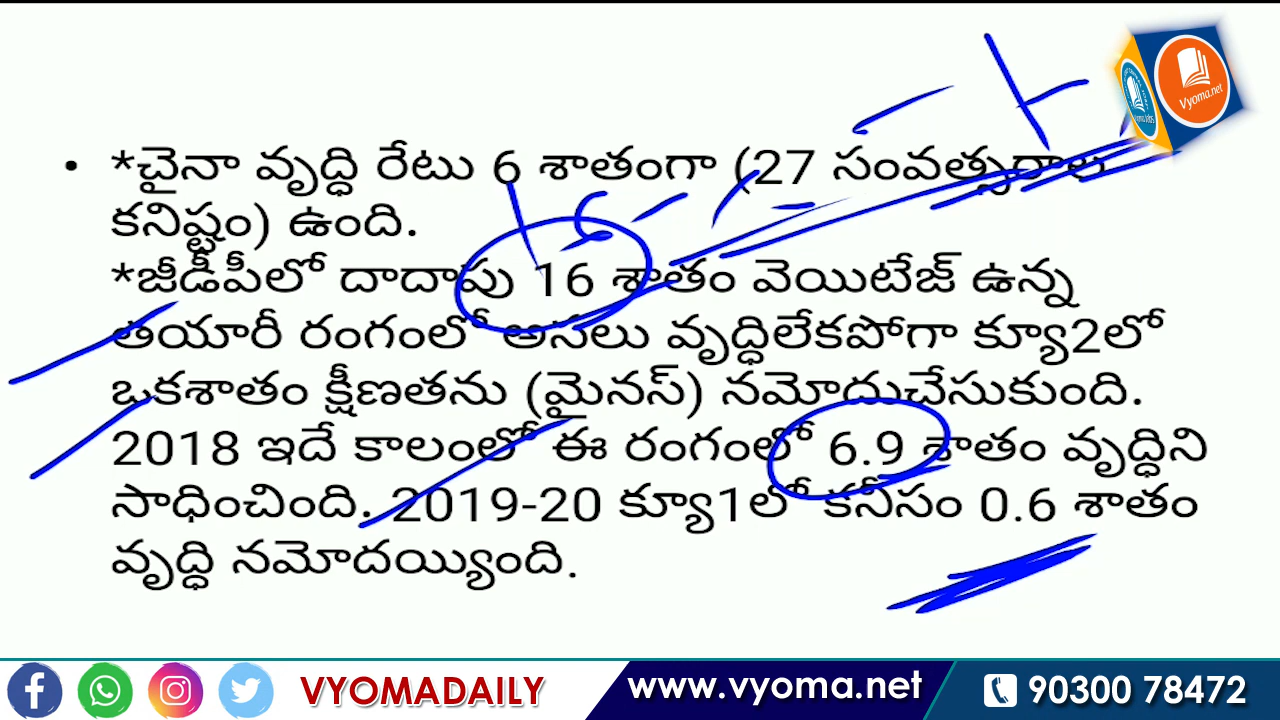 • *చైనా వృద్ధి రేటు 6 శాతంగా (27 సంవత్సరాల
కనిష్టం) ఉంది.
*జీడీపీలో దాదాపు 16 శాతం వెయిటేజ్ ఉన్న
తయారీ రంగంలో అసలు వృద్ధిలేకపోగా క్యూ2లో
ఒకశాతం క్షీణతను (మైనస్) నమోదుచేసుకుంది.
2018 ఇదే కాలంలో ఈ రంగంలో 6.9 శాతం వృద్ధిని
సాధించింది. 2019-20 క్యూ1లో కనీసం 0.6 శాతం
వృద్ధి నమోదయ్యింది.
Vyoma.net
VYOMADAILY
www.vyoma.net
90300 78472